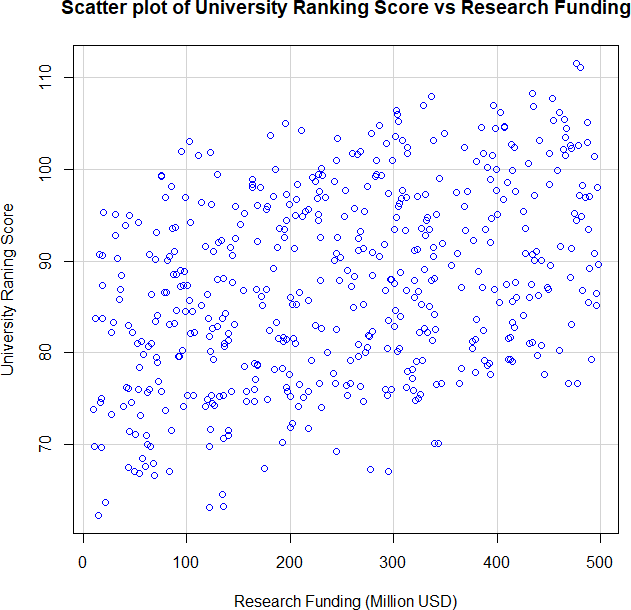 Scatter plot of University Ranking Score vs Research Funding
110
100
90
80
70
University Raning Score
0 100 200 300 400 500
Research Funding (Million USD)